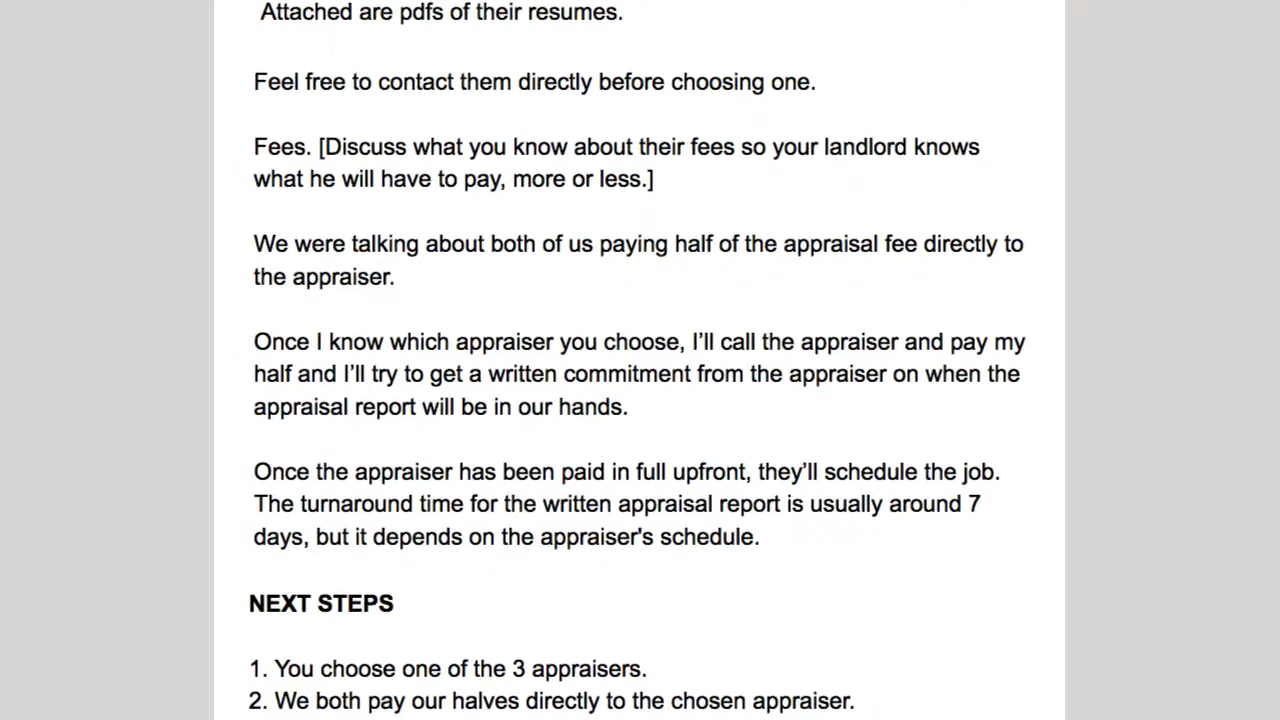 Attached are pdfs of their resumes.
Feel free to contact them directly before choosing one.
Fees. [Discuss what you know about their fees so your landlord knows
what he will have to pay, more or less.]
We were talking about both of us paying half of the appraisal fee directly to
the appraiser.
Once I know which appraiser you choose, I’ll call the appraiser and pay my
half and I’ll try to get a written commitment from the appraiser on when the
appraisal report will be in our hands.
Once the appraiser has been paid in full upfront, they’ll schedule the job.
The turnaround time for the written appraisal report is usually around 7
days, but it depends on the appraiser's schedule.
NEXT STEPS
1. You choose one of the 3 appraisers.
2. We both pay our halves directly to the chosen appraiser.